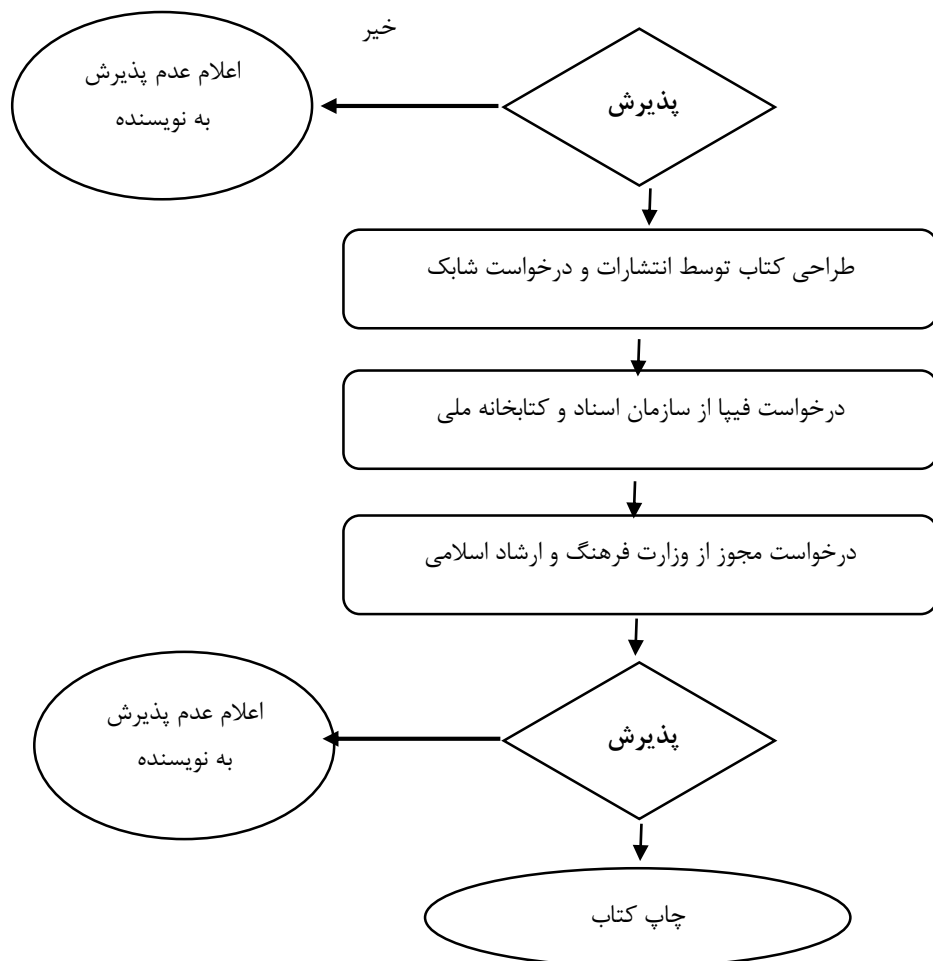 خیر
پذیرش
اعلام عدم پذیرش
به نویسنده
طراحی کتاب توسط انتشارات و درخواست شابک
درخواست فیپا از سازمان اسناد و کتابخانه ملی
درخواست مجوز از وزارت فرهنگ و ارشاد اسلامی
پذیرش
اعلام عدم پذیرش
به نویسنده
چاپ کتاب